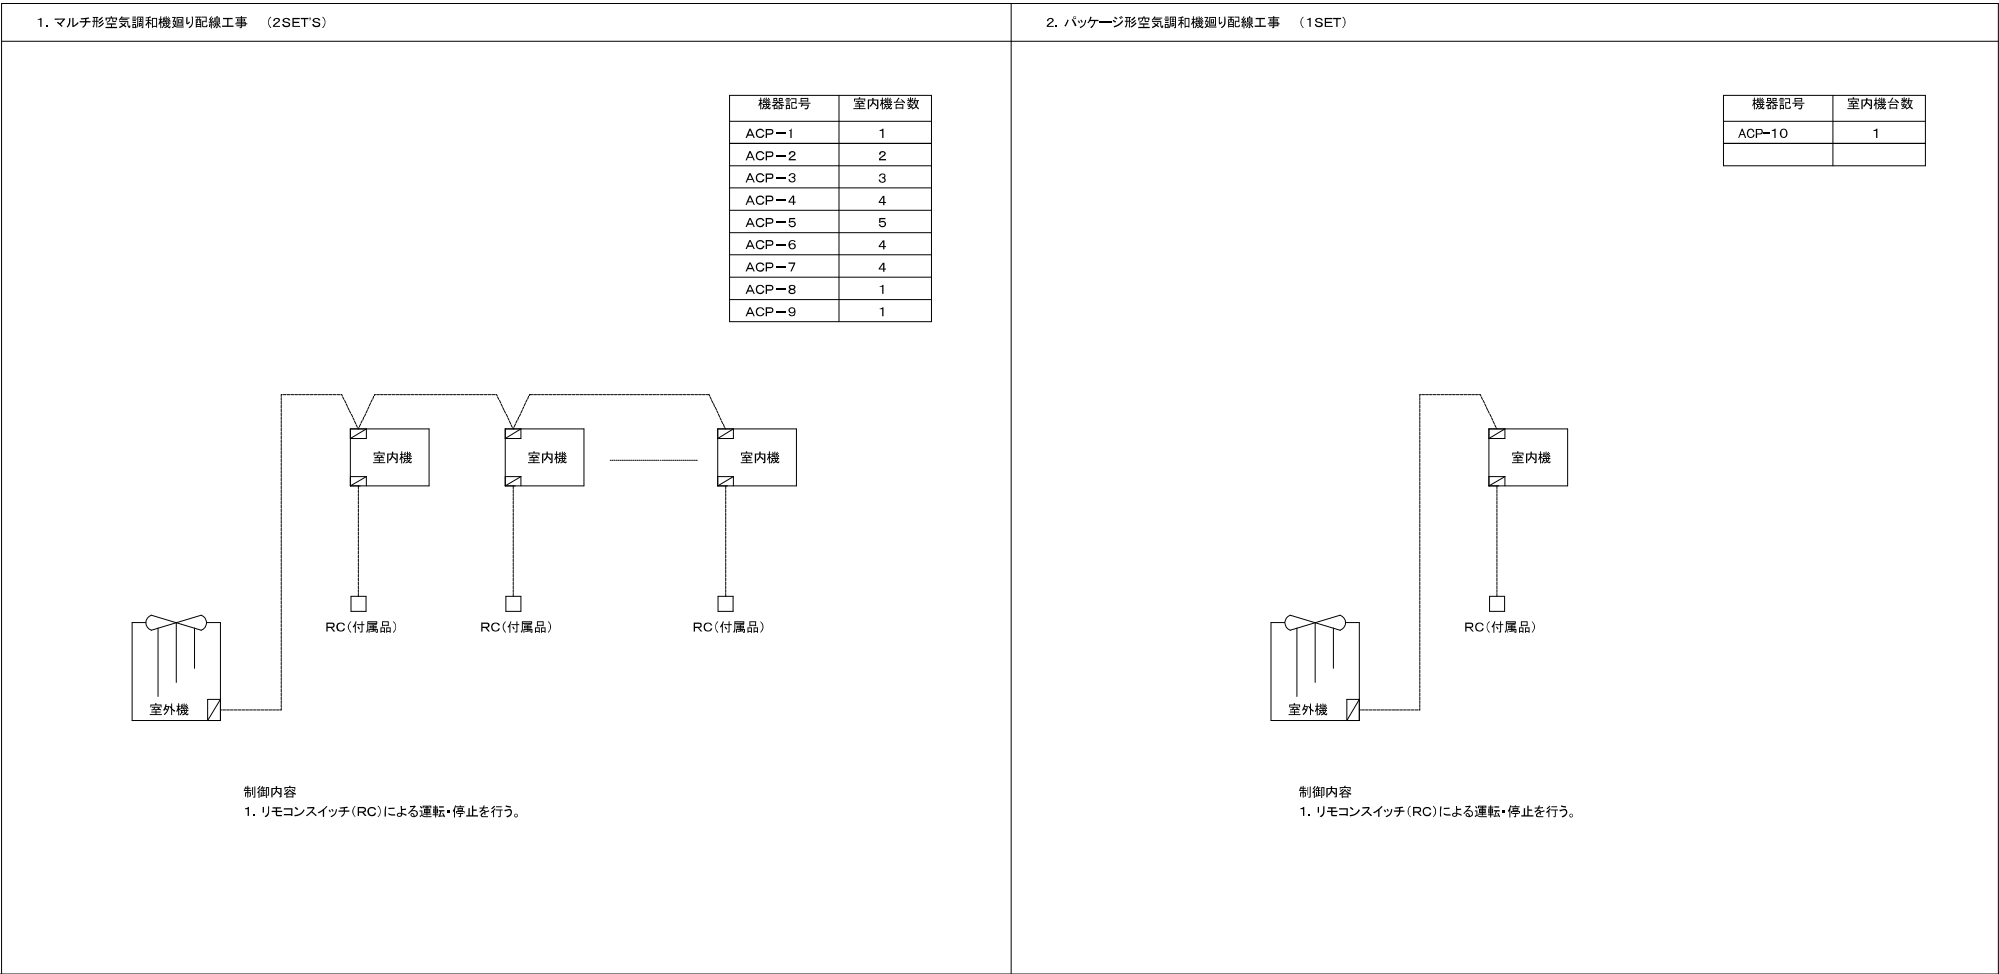 1. マルチ形空気調和機廻り配線工事 (2SET'S)
機器記号 室内機台数
ACP-1 1
ACP-2 2
ACP-3 3
ACP-4 4
ACP-5 5
ACP-6 4
ACP-7 4
ACP-8 1
ACP-9 1
室内機 室内機 室内機
RC(付属品) RC(付属品) RC(付属品)
室外機
制御内容
1. リモコンスイッチ(RC)による運転・停止を行う。
2. パッケージ形空気調和機廻り配線工事 (1SET)
機器記号 室内機台数
ACP-10 1
室内機
RC(付属品)
室外機
制御内容
1. リモコンスイッチ(RC)による運転・停止を行う。